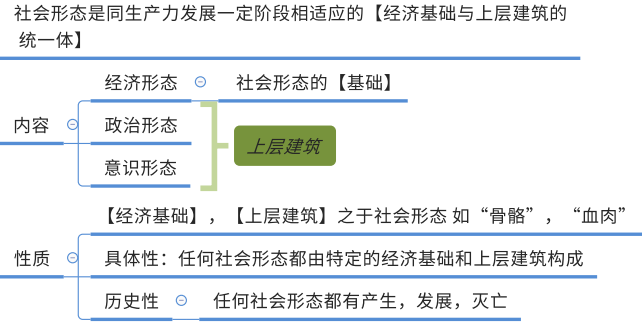 社会形态是同生产力发展一定阶段相适应的【经济基础与上层建筑的
统一体】
经济形态
社会形态的【基础】
内容
政治形态
上层建筑
意识形态
【经济基础】，【上层建筑】之于社会形态 如“骨骼”，“血肉”
性质
具体性：任何社会形态都由特定的经济基础和上层建筑构成
历史性
任何社会形态都有产生，发展，灭亡